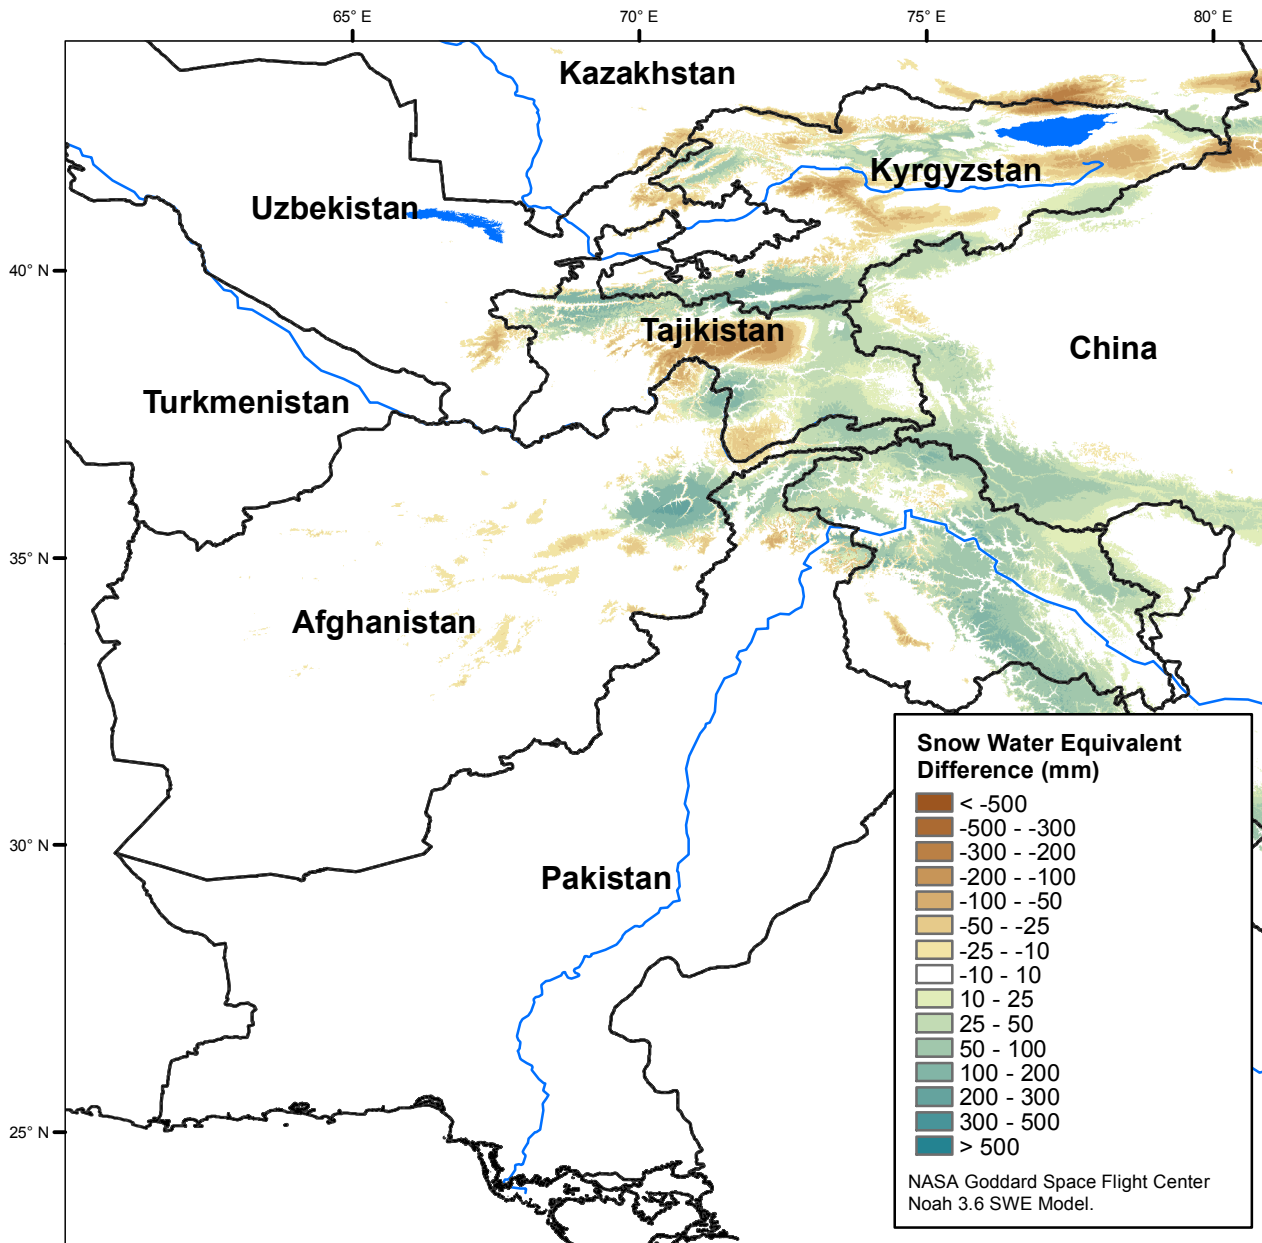 65° E
70° E
75° E
80° E
Kazakhstan
Kyrgyzstan
Uzbekistan
40° N
Tajikistan
China
Turkmenistan
35° N
Afghanistan
30° N
Pakistan
25° N
Snow Water Equivalent
Difference (mm)
< -500
-500 - -300
-300 - -200
-200 - -100
-100 - -50
-50 - -25
-25 - -10
-10 - 10
10 - 25
25 - 50
50 - 100
100 - 200
200 - 300
300 - 500
> 500
NASA Goddard Space Flight Center
Noah 3.6 SWE Model.